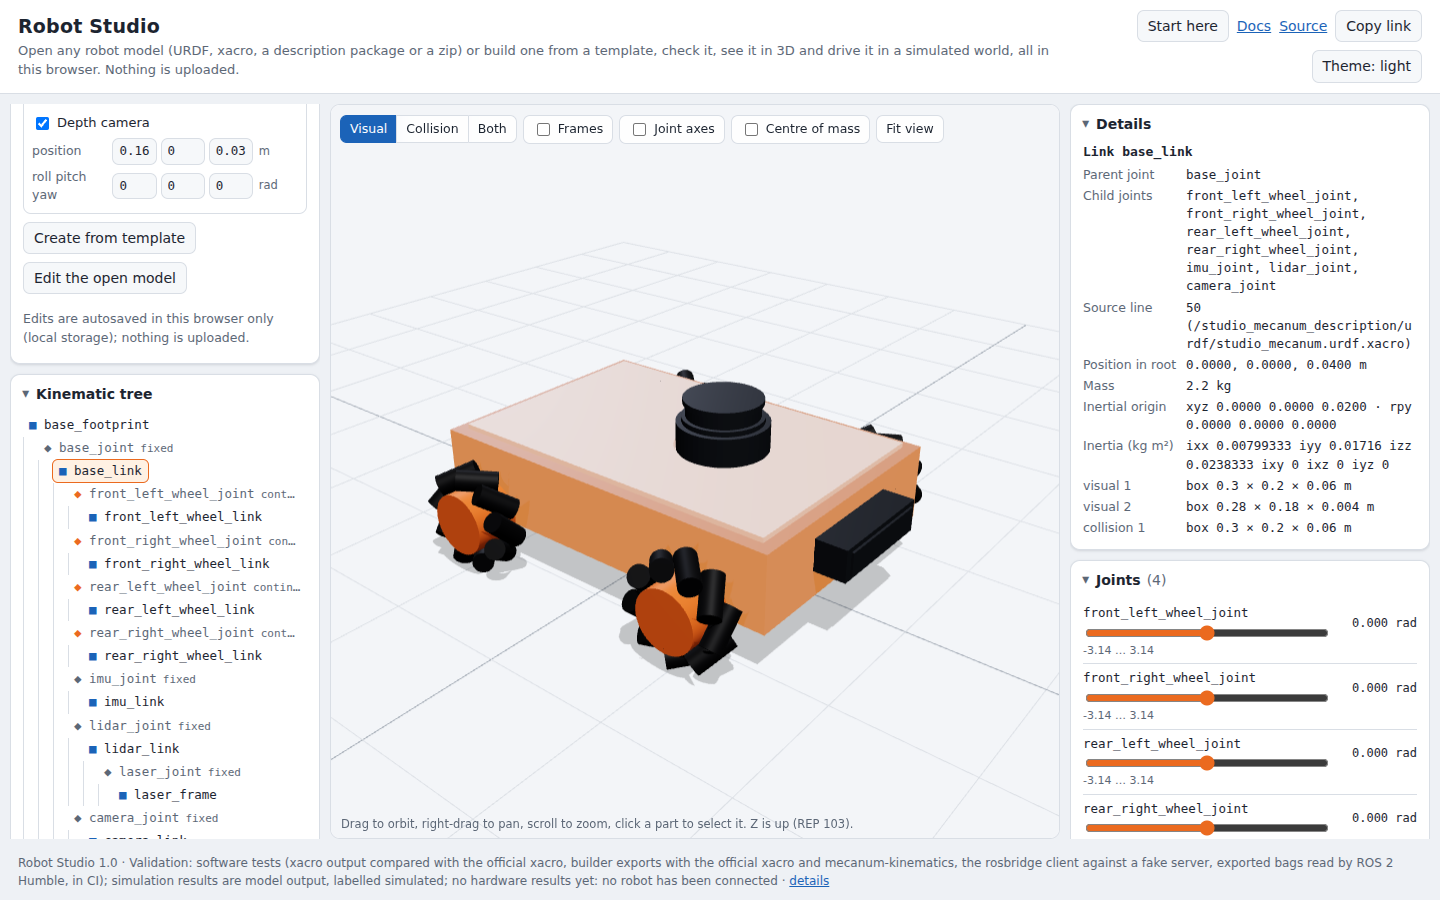 Robot Studio
Open any robot model (URDF, xacro, a description package or a zip) or build one from a template, check it, see it in 3D and drive it in a simulated world, all in
this browser. Nothing is uploaded.
Start here
Docs
Source
Copy link
Theme: light
Depth camera
position 0.16 0 0.03 m
roll pitch
yaw 0 0 0 rad
Create from template
Edit the open model
Edits are autosaved in this browser only
(local storage); nothing is uploaded.
Kinematic tree
base_footprint
base_joint fixed
base_link
front_left_wheel_joint cont…
front_left_wheel_link
front_right_wheel_joint con…
front_right_wheel_link
rear_left_wheel_joint contin…
rear_left_wheel_link
rear_right_wheel_joint cont…
rear_right_wheel_link
imu_joint fixed
imu_link
lidar_joint fixed
lidar_link
laser_joint fixed
laser_frame
camera_joint fixed
Visual Collision Both Frames Joint axes Centre of mass Fit view
Drag to orbit, right-drag to pan, scroll to zoom, click a part to select it. Z is up (REP 103).
Details
Link base_link
Parent joint base_joint
Child joints front_left_wheel_joint,
front_right_wheel_joint,
rear_left_wheel_joint,
rear_right_wheel_joint,
imu_joint, lidar_joint,
camera_joint
Source line 50
(/studio_mecanum_description/u
rdf/studio_mecanum.urdf.xacro)
Position in root 0.0000, 0.0000, 0.0400 m
Mass 2.2 kg
Inertial origin xyz 0.0000 0.0000 0.0200 · rpy
0.0000 0.0000 0.0000
Inertia (kg m²) ixx 0.00799333 iyy 0.01716 izz
0.0238333 ixy 0 ixz 0 iyz 0
visual 1 box 0.3 × 0.2 × 0.06 m
visual 2 box 0.28 × 0.18 × 0.004 m
collision 1 box 0.3 × 0.2 × 0.06 m
Joints (4)
front_left_wheel_joint 0.000 rad
-3.14 … 3.14
front_right_wheel_joint 0.000 rad
-3.14 … 3.14
rear_left_wheel_joint 0.000 rad
-3.14 … 3.14
rear_right_wheel_joint 0.000 rad
Robot Studio 1.0 · Validation: software tests (xacro output compared with the official xacro, builder exports with the official xacro and mecanum-kinematics, the rosbridge client against a fake server, exported bags read by ROS 2
Humble, in CI); simulation results are model output, labelled simulated; no hardware results yet: no robot has been connected · details